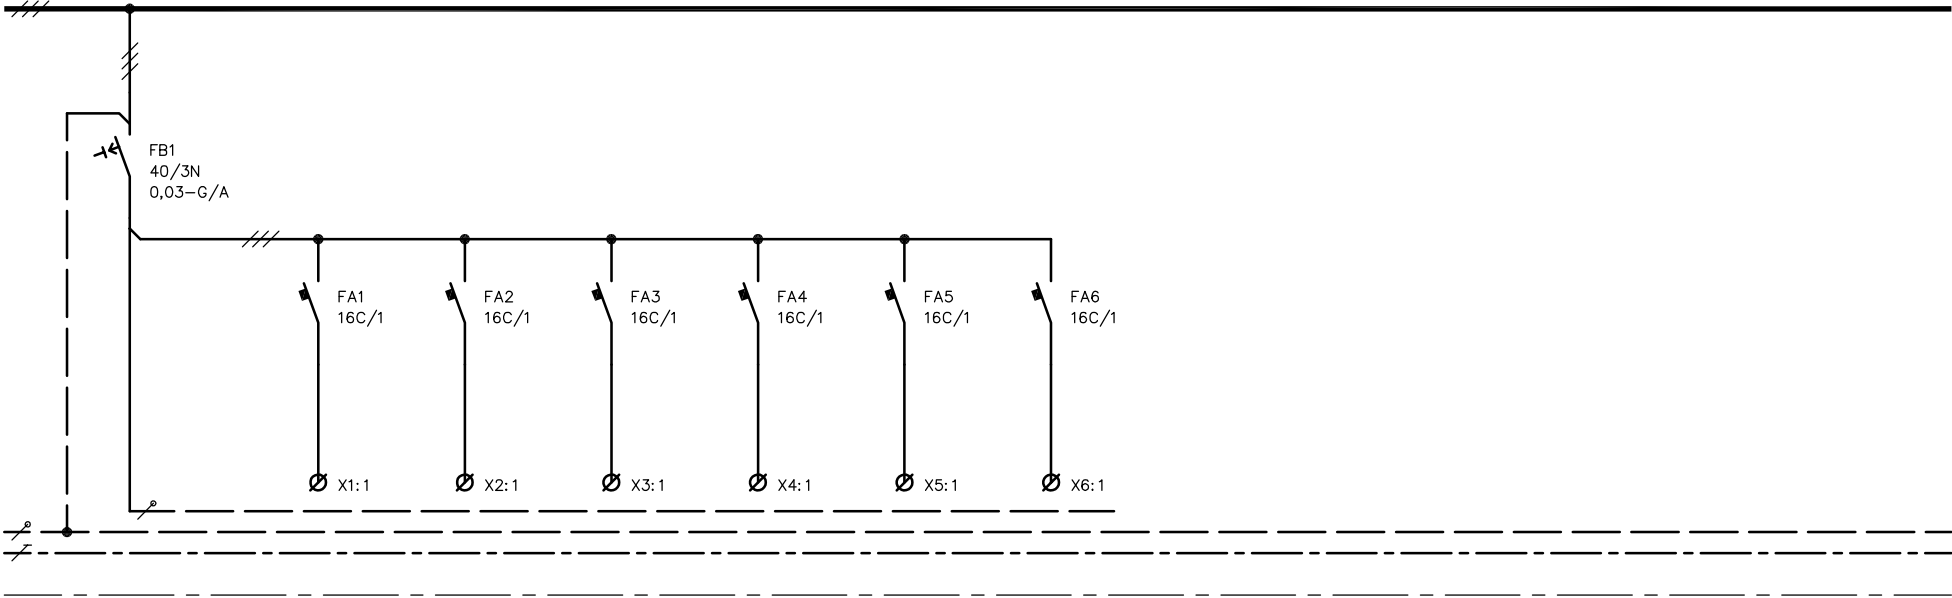 FB1
40/3N
0,03-G/A
FA1
16C/1
FA2
16C/1
FA3
16C/1
FA4
16C/1
FA5
16C/1
FA6
16C/1
X1:1
X2:1
X3:1
X4:1
X5:1
X6:1